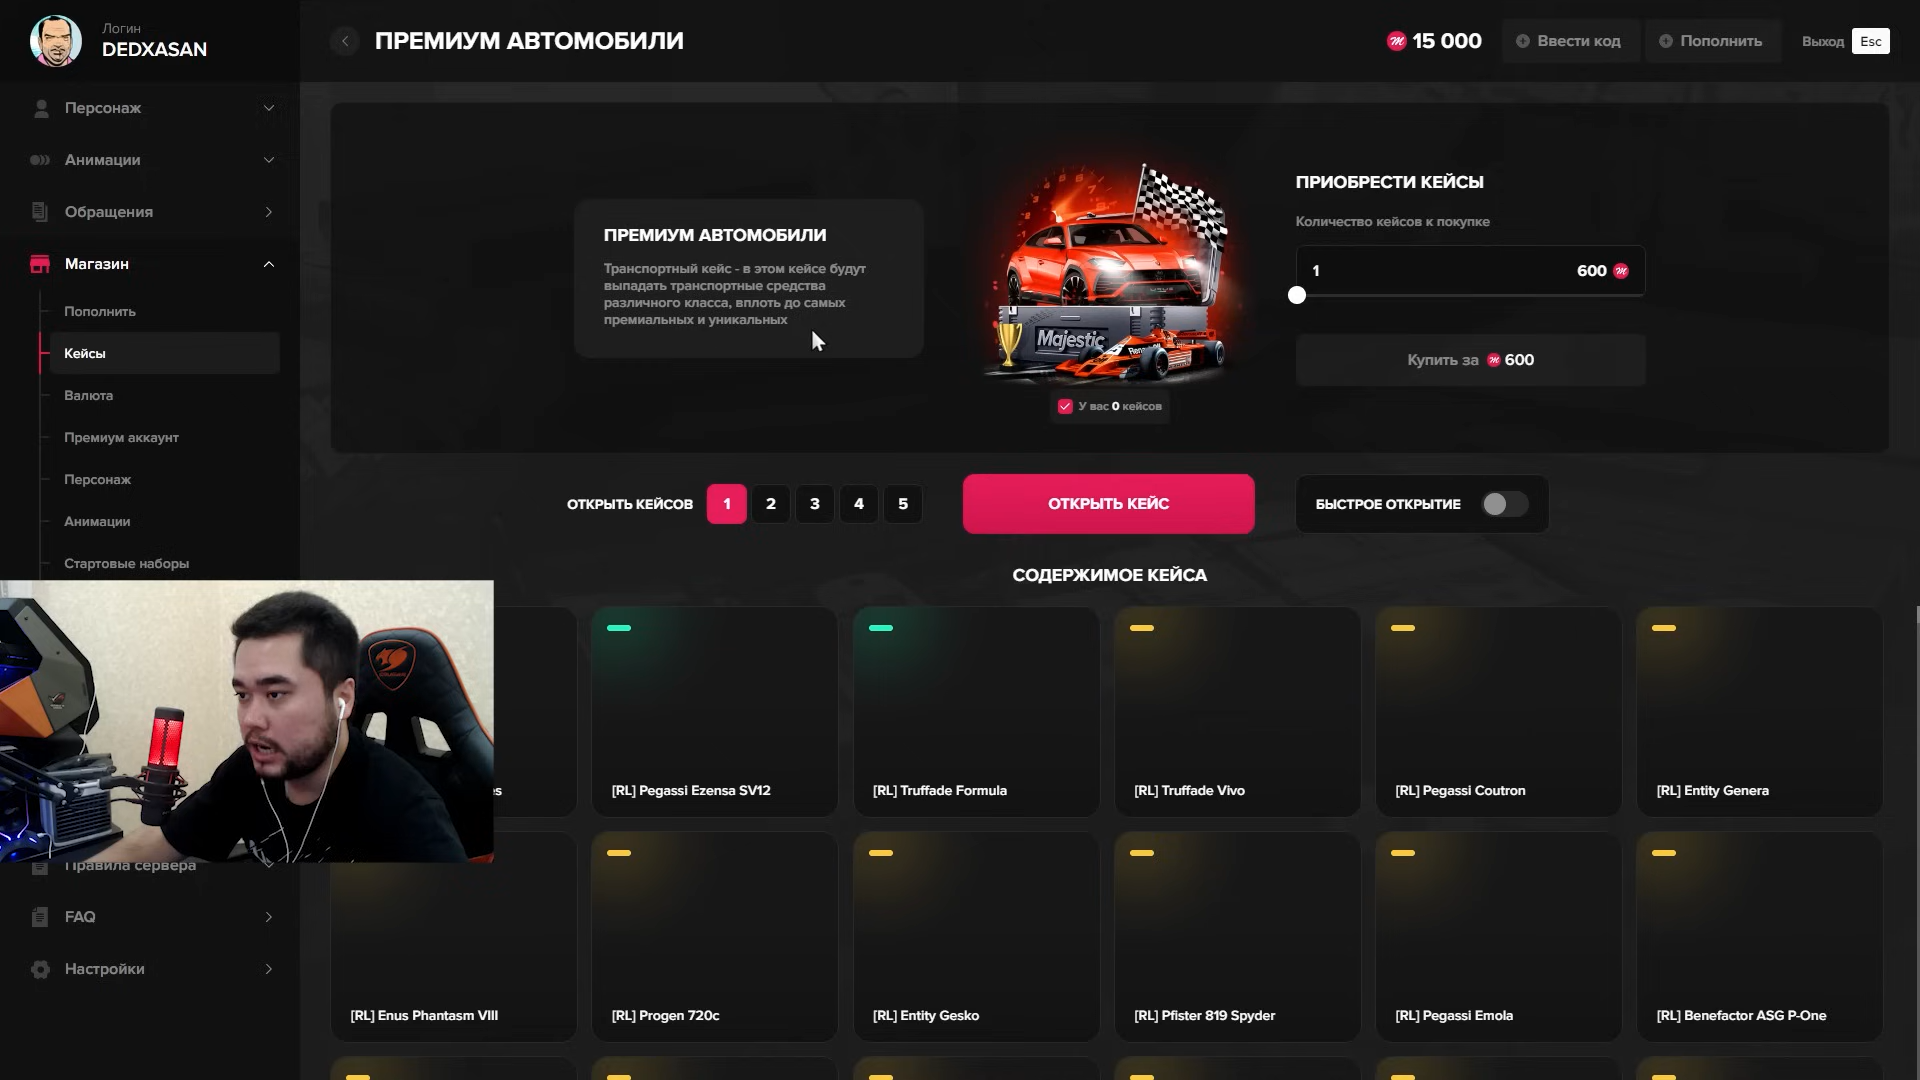 Логин
DEDXASAN
ПРЕМИУМ АВТОМОБИЛИ
15 000
Ввести код
Пополнить
Выход
Esc
Персонаж
Анимации
Обращения
Магазин
Пополнить
Кейсы
Валюта
Премиум аккаунт
Персонаж
Анимации
Стартовые наборы
Правила сервера
FAQ
Настройки
ПРЕМИУМ АВТОМОБИЛИ
Транспортный кейс - в этом кейсе будут
выпадать транспортные средства
различного класса, вплоть до самых
премиальных и уникальных
Majestic
У вас 0 кейсов
ПРИОБРЕСТИ КЕЙСЫ
Количество кейсов к покупке
1
600
Купить за 600
ОТКРЫТЬ КЕЙСОВ
1
2
3
4
5
ОТКРЫТЬ КЕЙС
БЫСТРОЕ ОТКРЫТИЕ
СОДЕРЖИМОЕ КЕЙСА
[RL] Pegassi Ezensa SV12
[RL] Truffade Formula
[RL] Truffade Vivo
[RL] Pegassi Coutron
[RL] Entity Genera
[RL] Enus Phantasm VIII
[RL] Progen 720c
[RL] Entity Gesko
[RL] Pfister 819 Spyder
[RL] Pegassi Emola
[RL] Benefactor ASG P-One